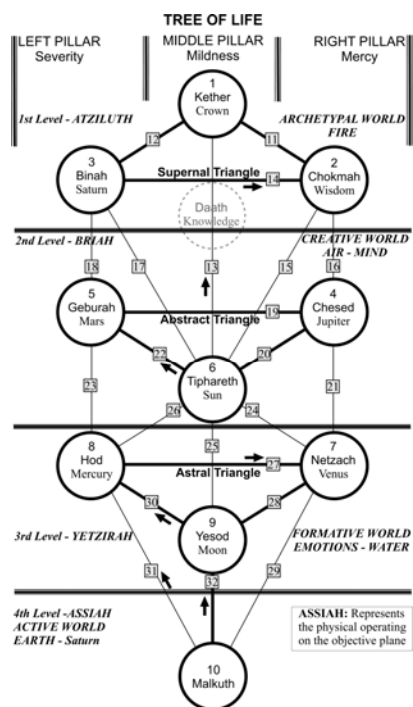 TREE OF LIFE
LEFT PILLAR
Severity
MIDDLE PILLAR
Mildness
RIGHT PILLAR
Mercy
1
Kether
Crown
1st Level - ATZILUTH
ARCHETYPAL WORLD
FIRE
12
11
3
Binah
Saturn
Supernal Triangle
14
2
Chokmah
Wisdom
Daath
Knowledge
2nd Level - BRIAH
CREATIVE WORLD
AIR - MIND
18
17
13
15
16
5
Geburah
Mars
19
Abstract Triangle
4
Chesed
Jupiter
22
20
6
Tiphareth
Sun
23
21
26
24
25
8
Hod
Mercury
27
Astral Triangle
7
Netzach
Venus
30
28
9
Yesod
Moon
3rd Level - YETZIRAH
FORMATIVE WORLD
EMOTIONS - WATER
31
32
29
4th Level -ASSIAH
ACTIVE WORLD
EARTH - Saturn
ASSIAH: Represents
the physical operating
on the objective plane
10
Malkuth